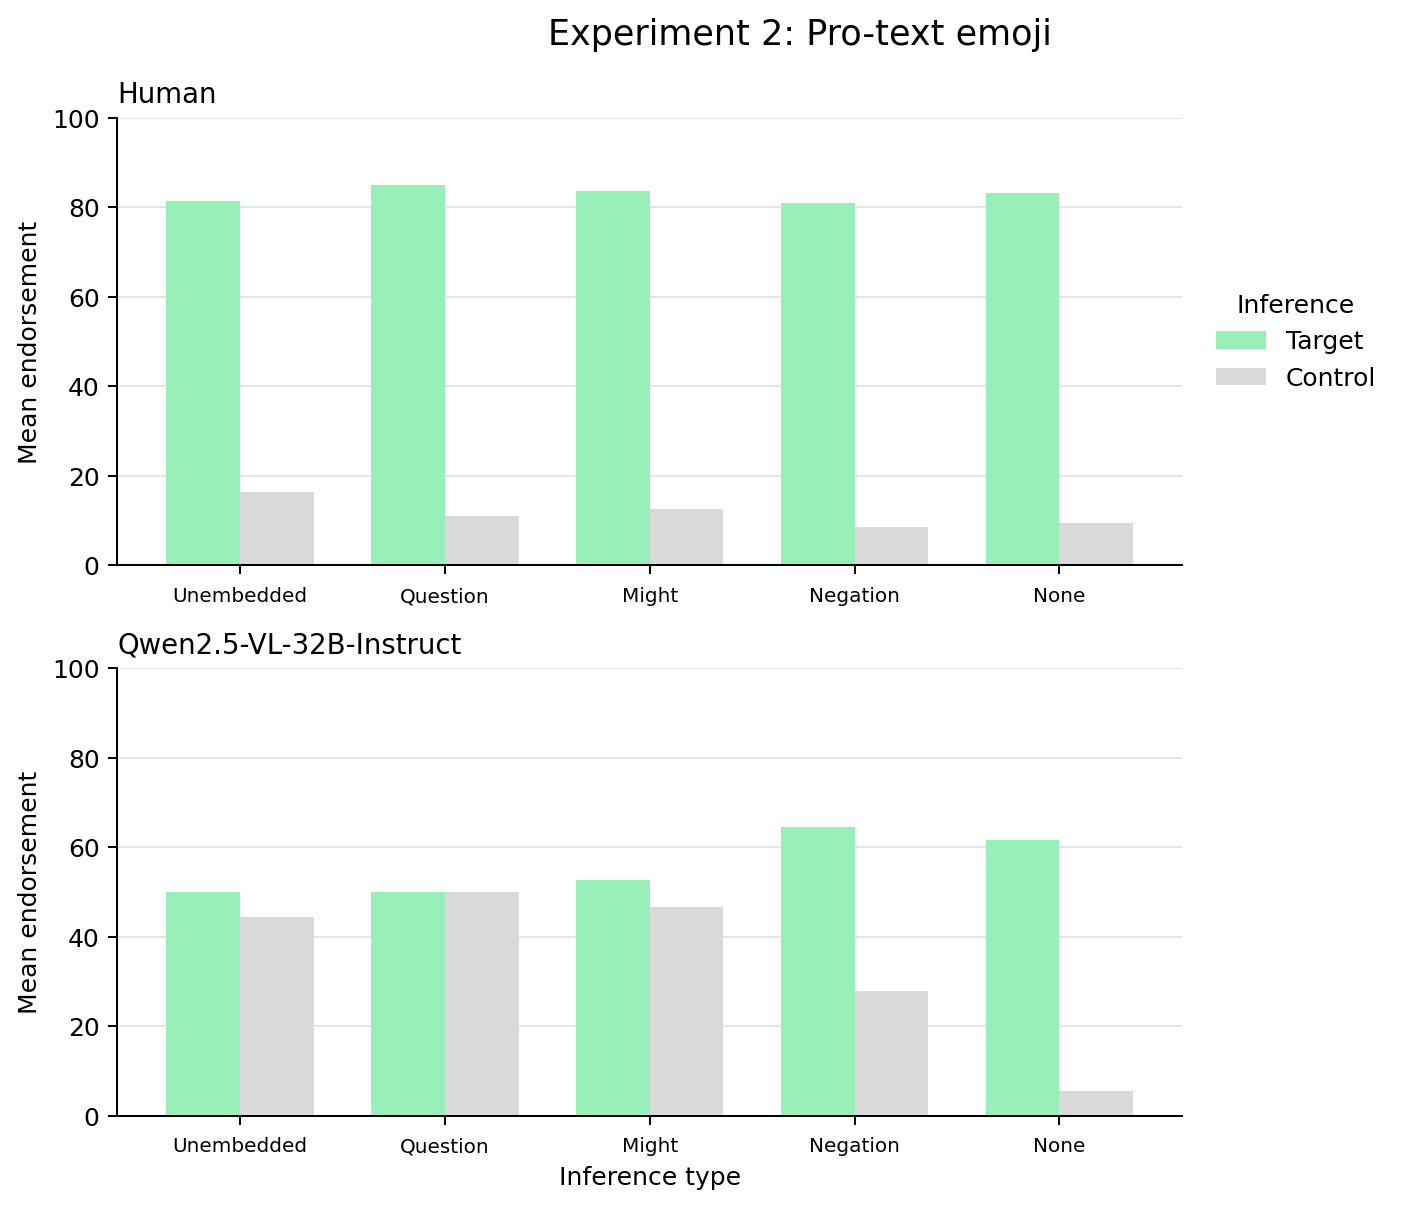 Experiment 2: Pro-text emoji
Human
Mean endorsement
100
80
60
40
20
0
Unembedded Question Might Negation None
Inference
Target
Control
Qwen2.5-VL-32B-Instruct
Mean endorsement
100
80
60
40
20
0
Unembedded Question Might Negation None
Inference type